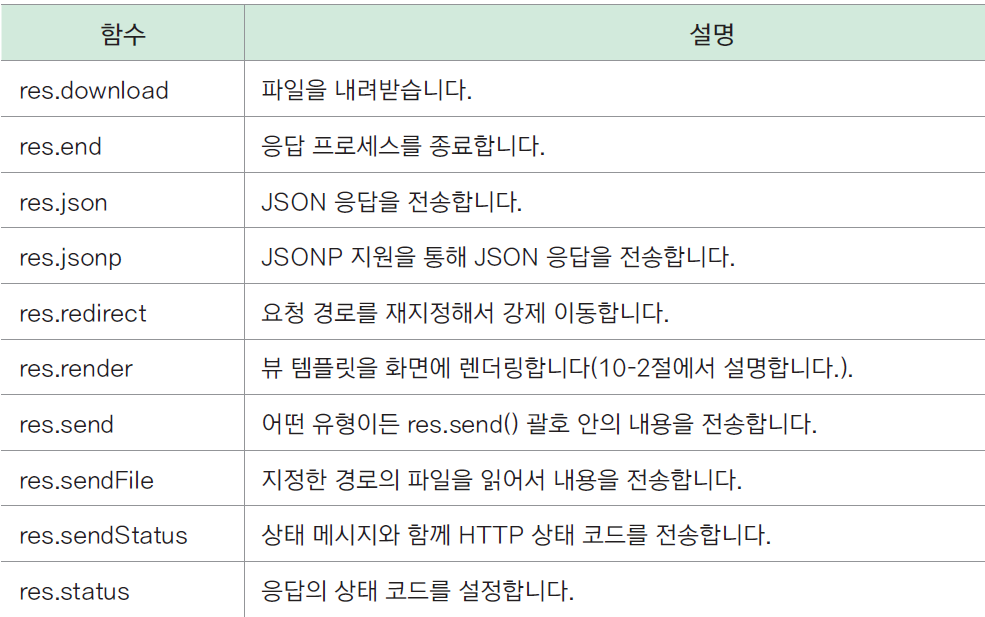 함수 설명
res.download 파일을 내려받습니다.
res.end 응답 프로세스를 종료합니다.
res.json JSON 응답을 전송합니다.
res.jsonp JSONP 지원을 통해 JSON 응답을 전송합니다.
res.redirect 요청 경로를 재지정해서 강제 이동합니다.
res.render 뷰 템플릿을 화면에 렌더링합니다(10-2절에서 설명합니다.).
res.send 어떤 유형이든 res.send() 괄호 안의 내용을 전송합니다.
res.sendFile 지정한 경로의 파일을 읽어서 내용을 전송합니다.
res.sendStatus 상태 메시지와 함께 HTTP 상태 코드를 전송합니다.
res.status 응답의 상태 코드를 설정합니다.